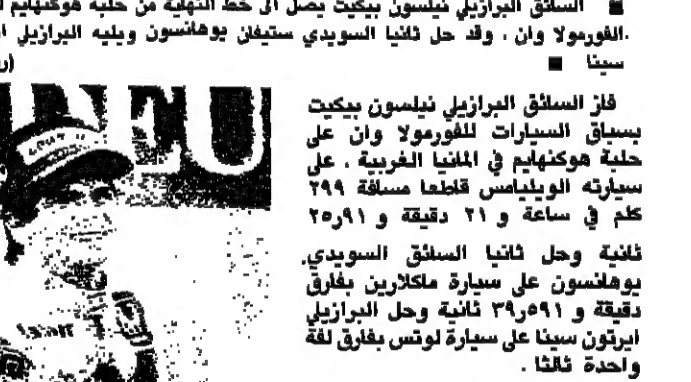 ■ السائق البرازيلي نيلسون بيكيت يصل الى خط النهاية من حلبة هوكنهايم
الفورمولا وان . وقد حل ثانيا السويدي ستيفان يوهانسون ويليه البرازيلي
سينا ■
فاز السائق البرازيلي نيلسون بيكيت
بسباق السيارات للفورمولا وان على
حلبة هوكنهايم في المانيا الغربية . على
سيارته الويليامس قاطعا مسافة ٢٩٩
كلم في ساعة و ٢١ دقيقة و ٩١ر٢٥
ثانية وحل ثانيا السائق السويدي
يوهانسون على سيارة ماكلارين بفارق
دقيقة و ٥٩١ر٣٩ ثانية وحل البرازيلي
ايرتون سينا على سيارة لوتس بفارق لفة
واحدة ثالثا .